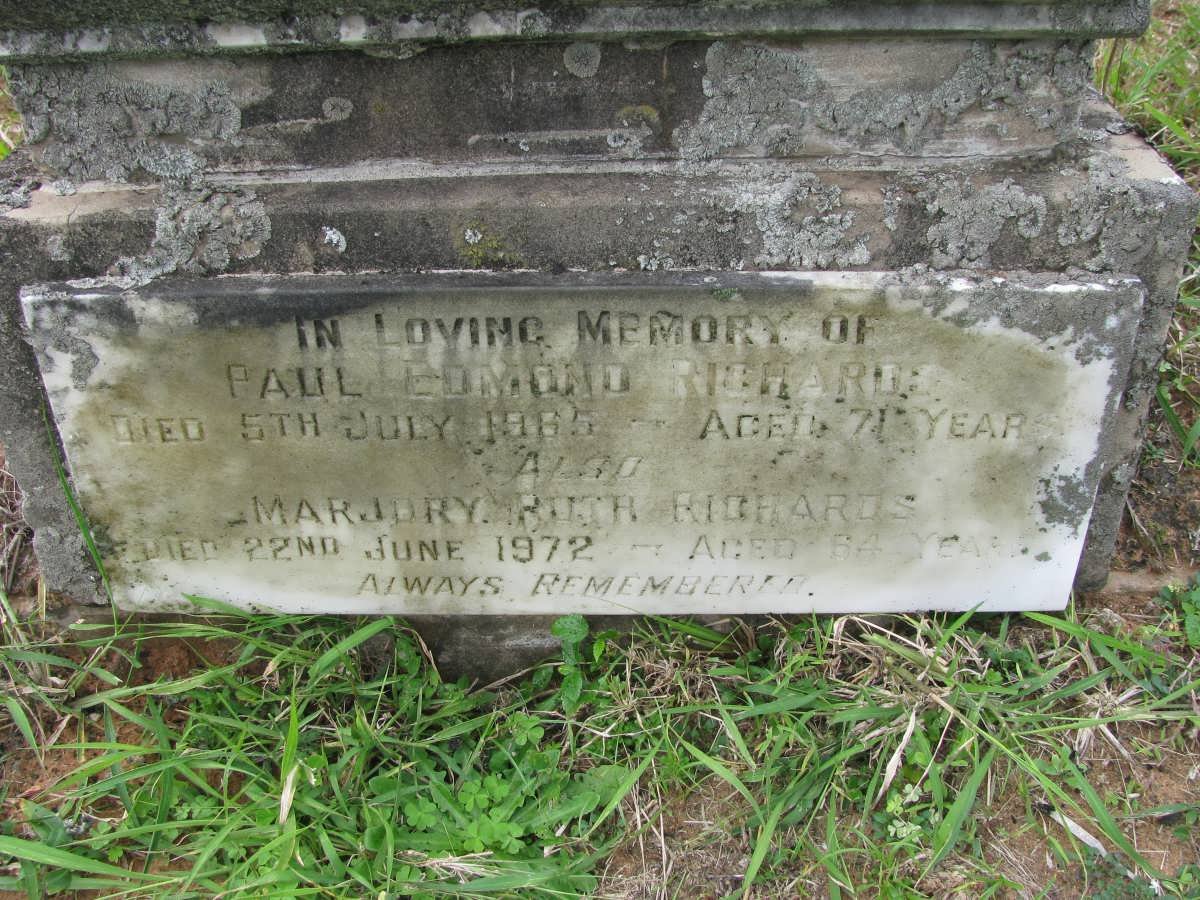 IN LOVING MEMORY OF
PAUL EDMOND RICHARDS
DIED 5TH JULY 1965 - AGED 71 YEARS
ALSO
MARJORY RUTH RICHARDS
DIED 22ND JUNE 1972 - AGED 64 YEARS
ALWAYS REMEMBERED